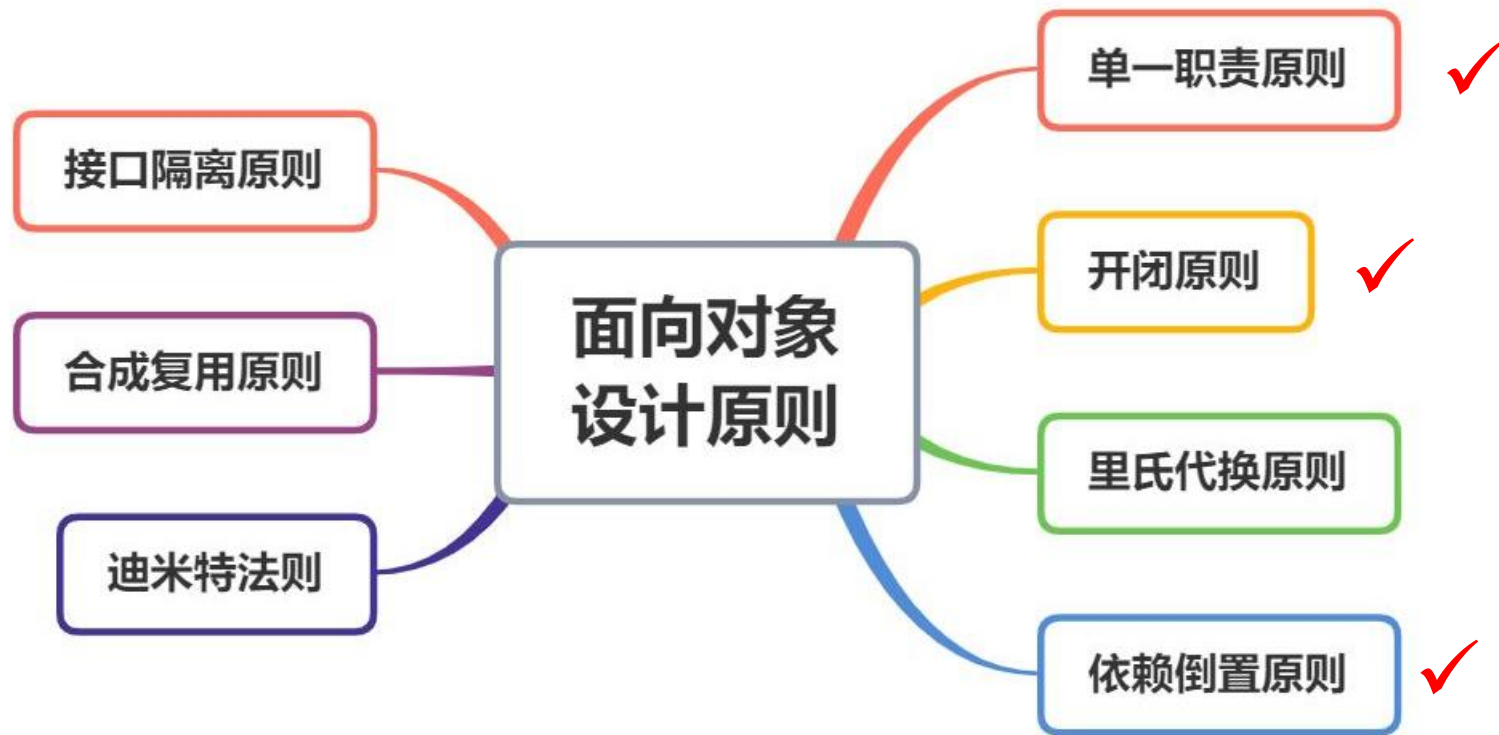 面向对象
设计原则
单一职责原则
开闭原则
里氏代换原则
依赖倒置原则
接口隔离原则
合成复用原则
迪米特法则